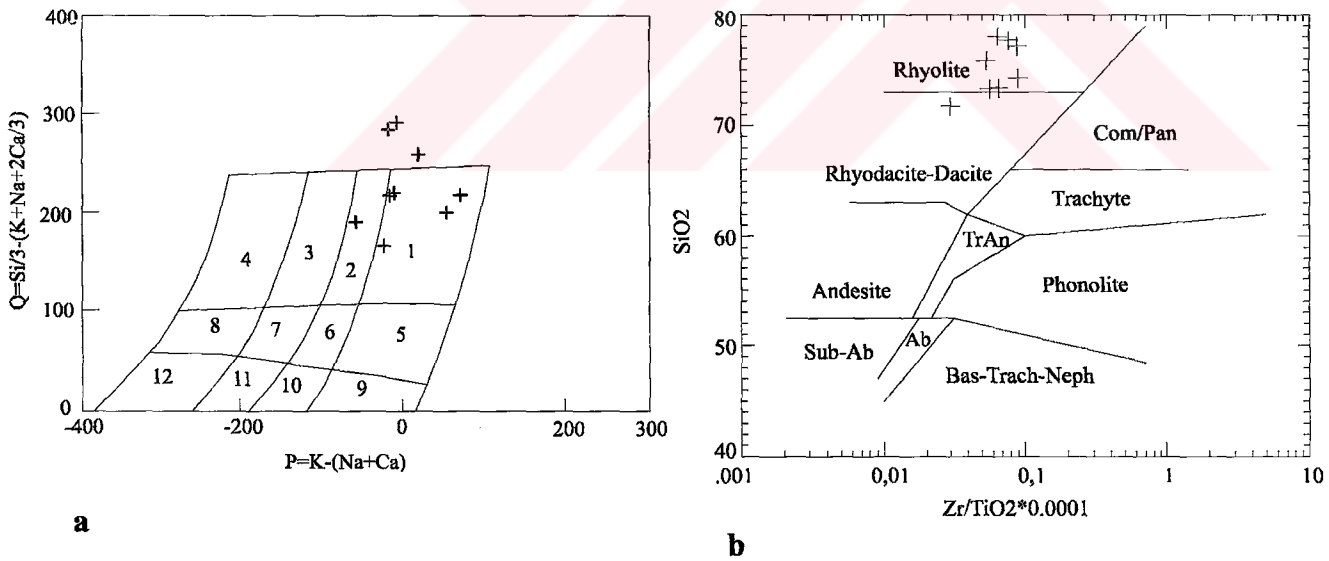 400
300
200
100
0
Q=Si/3-(K+Na+2Ca/3)
4
3
2
1
8
7
6
5
12
11
10
9
-400
-200
0
200
300
P=K-(Na+Ca)
a
80
70
60
50
40
SiO2
Rhyolite
Com/Pan
Rhyodacite-Dacite
Trachyte
TrAn
Andesite
Phonolite
Sub-Ab
Ab
Bas-Trach-Neph
.001
0,01
0,1
1
10
Zr/TiO2*0.0001
b